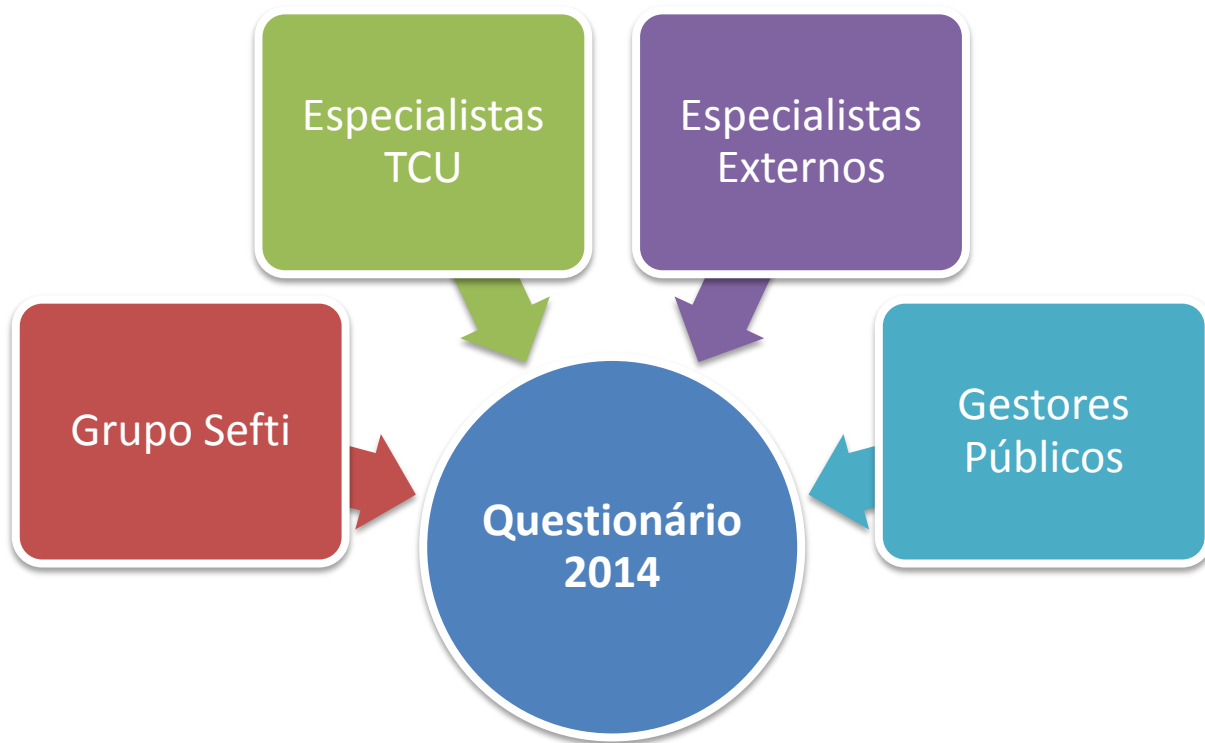 Especialistas
TCU
Especialistas
Externos
Grupo Sefti
Gestores
Públicos
Questionário
2014